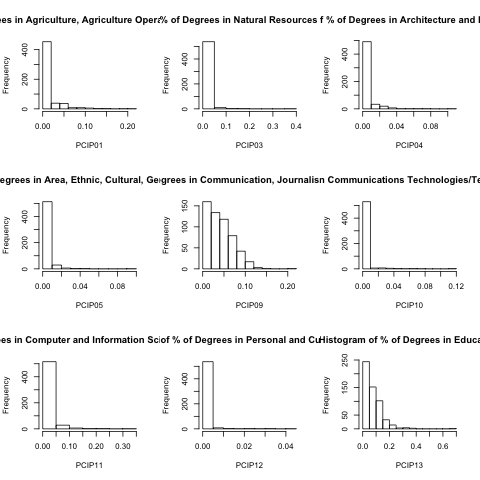 ees in Agriculture, Agriculture Oper
% of Degrees in Natural Resources
% of Degrees in Architecture and
Frequency
0 200 400
0.00 0.10 0.20
PCIP01
Frequency
0 200 400
0.0 0.1 0.2 0.3 0.4
PCIP03
Frequency
0 200 400
0.00 0.04 0.08
PCIP04
egrees in Area, Ethnic, Cultural, Ge
grees in Communication, Journalisn
Communications Technologies/Te
Frequency
0 200 400
0.00 0.04 0.08
PCIP05
Frequency
0 50 100 150
0.00 0.10 0.20
PCIP09
Frequency
0 200 400
0.00 0.04 0.08 0.12
PCIP10
ees in Computer and Information Sci
of % of Degrees in Personal and Cu
Histogram of % of Degrees in Educa
Frequency
0 200 400
0.00 0.10 0.20 0.30
PCIP11
Frequency
0 200 400
0.00 0.02 0.04
PCIP12
Frequency
0 50 150 250
0.0 0.2 0.4 0.6
PCIP13